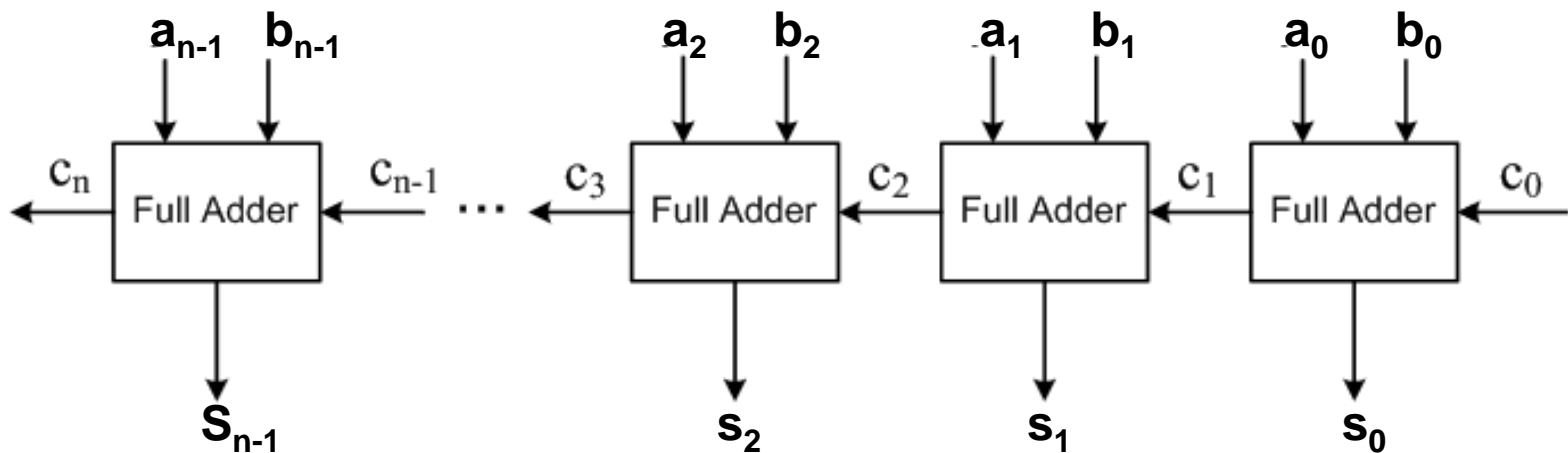 aₙ₋₁ bₙ₋₁ a₂ b₂ a₁ b₁ a₀ b₀
cₙ Full Adder cₙ₋₁ ... c₃ Full Adder c₂ Full Adder c₁ Full Adder c₀
Sₙ₋₁ s₂ s₁ s₀